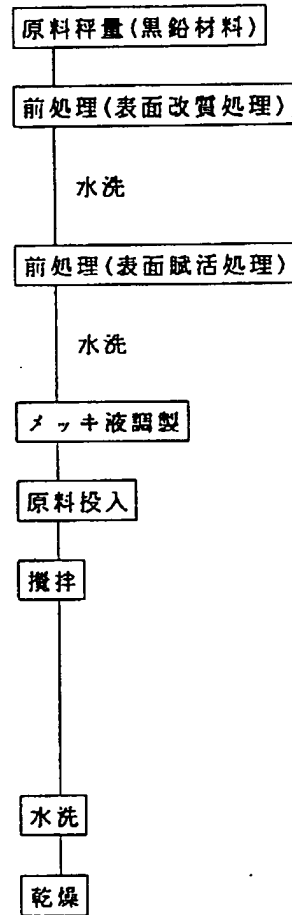 原料秤量(黒鉛材料)
前処理(表面改質処理)
水洗
前処理(表面賦活処理)
水洗
メッキ液調製
原料投入
攪拌
水洗
乾燥